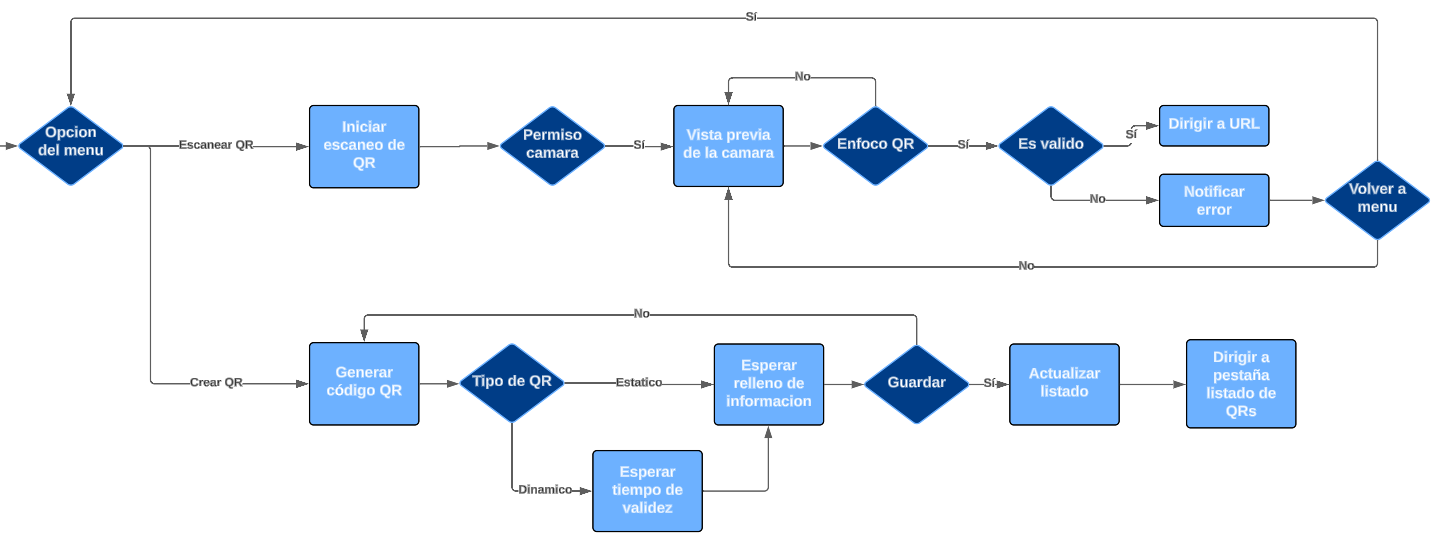 Sí
No
Opcion
del menu
Escanear QR
Iniciar
escaneo de
QR
Permiso
camara
Sí
Vista previa
de la camara
Enfoco QR
Sí
Es valido
Sí
Dirigir a URL
No
Notificar
error
Volver a
menu
No
No
Crear QR
Generar
código QR
Tipo de QR
Estatico
Esperar
relleno de
informacion
Guardar
Sí
Actualizar
listado
Dirigir a
pestaña
listado de
QRs
Dinamico
Esperar
tiempo de
validez